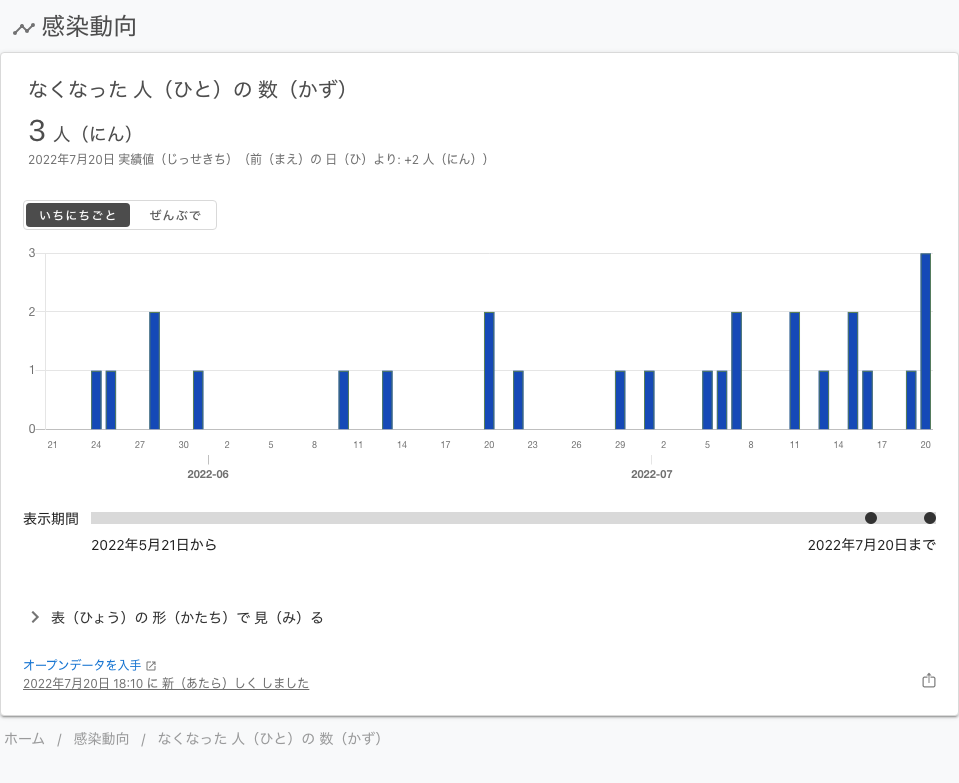 感染動向
なくなった 人（ひと）の 数（かず）
3 人（にん）
2022年7月20日 実績値（じっせきち）（前（まえ）の 日（ひ）より: +2 人（にん））
いちにちごと ぜんぶで
3
2
1
0
21 24 27 30 2 5 8 11 14 17 20 23 26 29 2 5 8 11 14 17 20
2022-06 2022-07
表示期間
2022年5月21日から 2022年7月20日まで
表（ひょう）の 形（かたち）で 見（み）る
オープンデータを入手
2022年7月20日 18:10 に 新（あたら）しく しました
ホーム / 感染動向 / なくなった 人（ひと）の 数（かず）